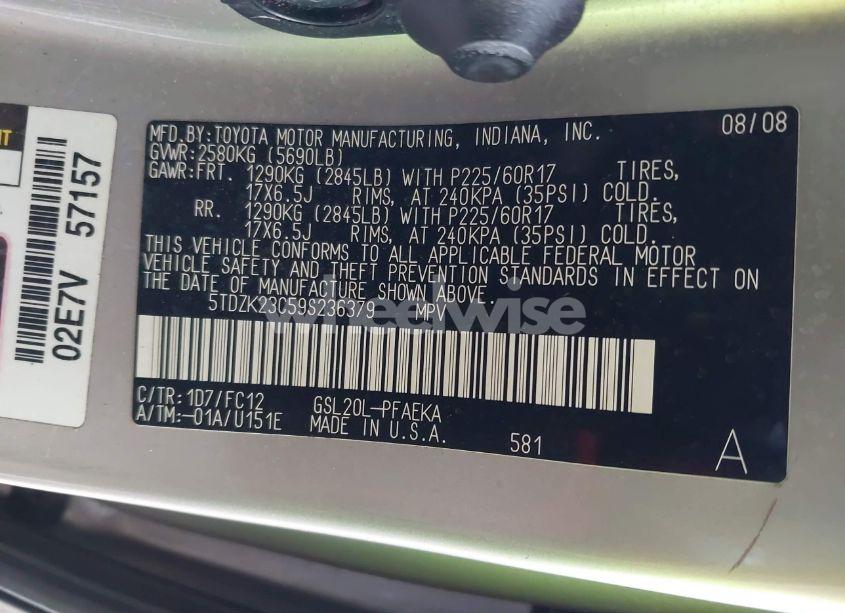 MFD.BY:TOYOTA MOTOR MANUFACTURING, INDIANA, INC. 08/08
GVWR:2580KG (5690LB)
GAWR:FRT. 1290KG (2845LB) WITH P225/60R17 TIRES,
17X6.5J RIMS, AT 240KPA (35PSI) COLD.
RR. 1290KG (2845LB) WITH P225/60R17 TIRES,
17X6.5J RIMS, AT 240KPA (35PSI) COLD.
THIS VEHICLE CONFORMS TO ALL APPLICABLE FEDERAL MOTOR
VEHICLE SAFETY AND THEFT PREVENTION STANDARDS IN EFFECT ON
THE DATE OF MANUFACTURE SHOWN ABOVE.
5TDZK23C59S236379 MPV
C/TR:1D7/FC12 GSL20L-PFAEKA
A/TM:-01A/U151E MADE IN U.S.A. 581 A
02E7V 57157
wheelwise